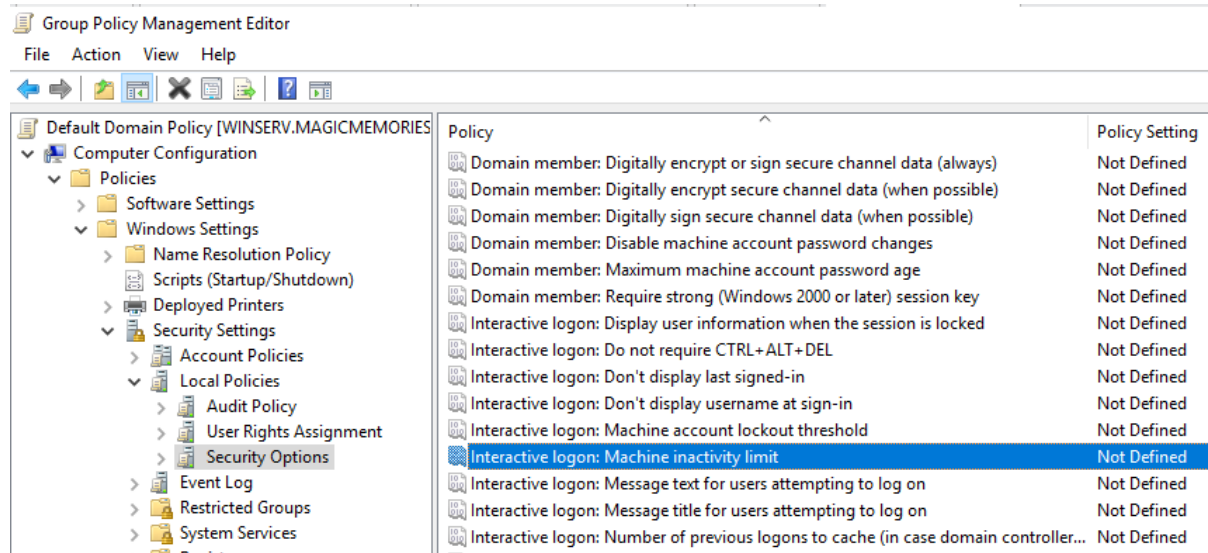 Group Policy Management Editor
File Action View Help
Default Domain Policy [WINSERV.MAGICMEMORIES
Computer Configuration
Policies
Software Settings
Windows Settings
Name Resolution Policy
Scripts (Startup/Shutdown)
Deployed Printers
Security Settings
Account Policies
Local Policies
Audit Policy
User Rights Assignment
Security Options
Event Log
Restricted Groups
System Services
Policy Policy Setting
Domain member: Digitally encrypt or sign secure channel data (always) Not Defined
Domain member: Digitally encrypt secure channel data (when possible) Not Defined
Domain member: Digitally sign secure channel data (when possible) Not Defined
Domain member: Disable machine account password changes Not Defined
Domain member: Maximum machine account password age Not Defined
Domain member: Require strong (Windows 2000 or later) session key Not Defined
Interactive logon: Display user information when the session is locked Not Defined
Interactive logon: Do not require CTRL+ALT+DEL Not Defined
Interactive logon: Don't display last signed-in Not Defined
Interactive logon: Don't display username at sign-in Not Defined
Interactive logon: Machine account lockout threshold Not Defined
Interactive logon: Machine inactivity limit Not Defined
Interactive logon: Message text for users attempting to log on Not Defined
Interactive logon: Message title for users attempting to log on Not Defined
Interactive logon: Number of previous logons to cache (in case domain controller... Not Defined